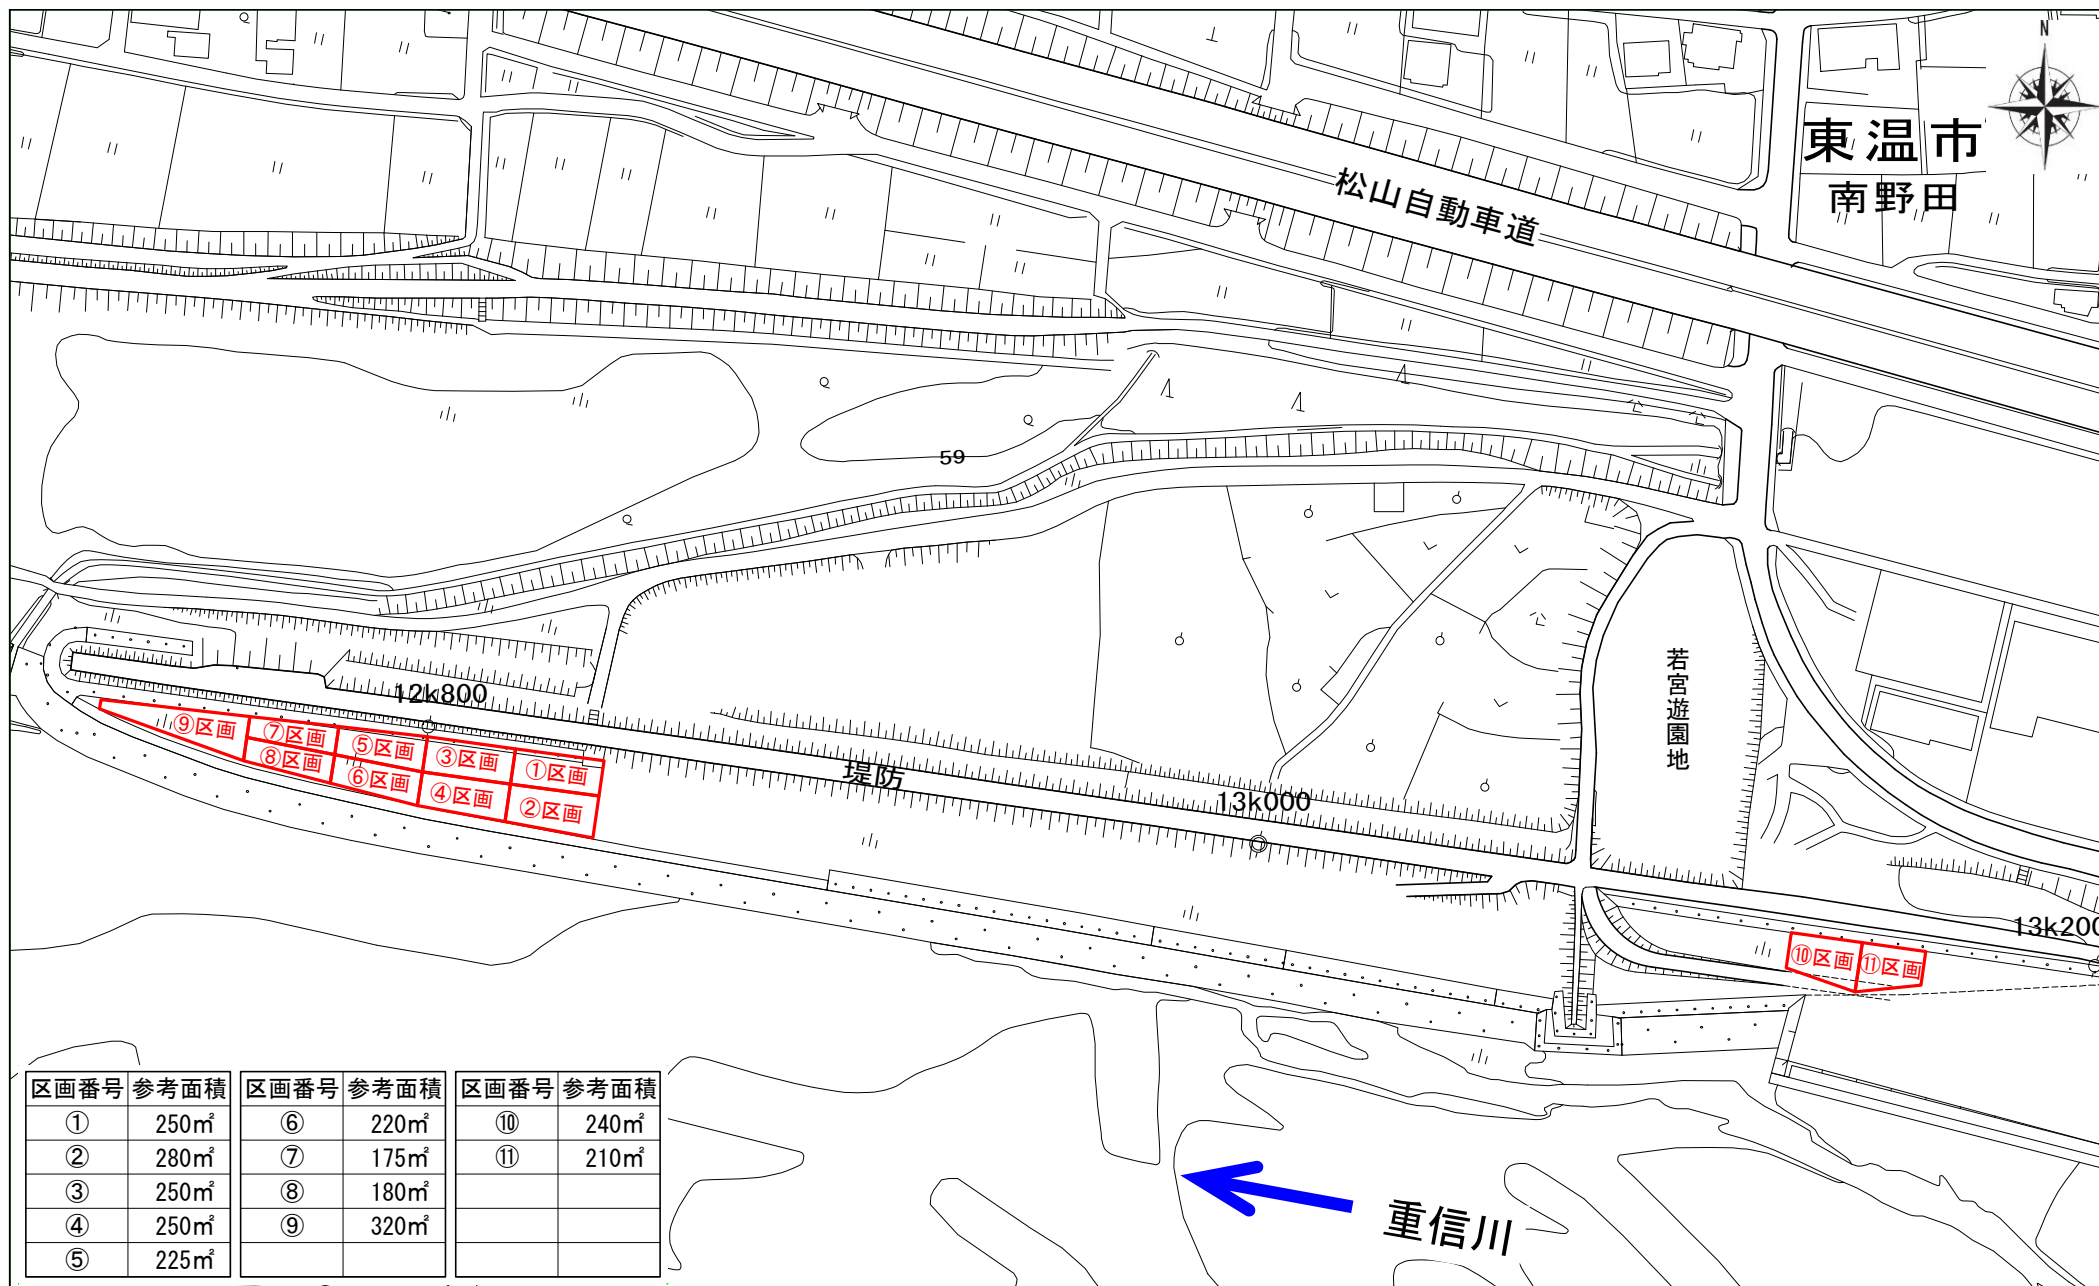 N
東温市
南野田
松山自動車道
59
若宮遊園地
12k800
⑨区画
⑦区画
⑤区画
③区画
①区画
⑧区画
⑥区画
④区画
②区画
堤防
13k000
13k200
⑩区画
⑪区画
区画番号 参考面積 区画番号 参考面積 区画番号 参考面積
① 250㎡ ⑥ 220㎡ ⑩ 240㎡
② 280㎡ ⑦ 175㎡ ⑪ 210㎡
③ 250㎡ ⑧ 180㎡
④ 250㎡ ⑨ 320㎡
⑤ 225㎡
重信川